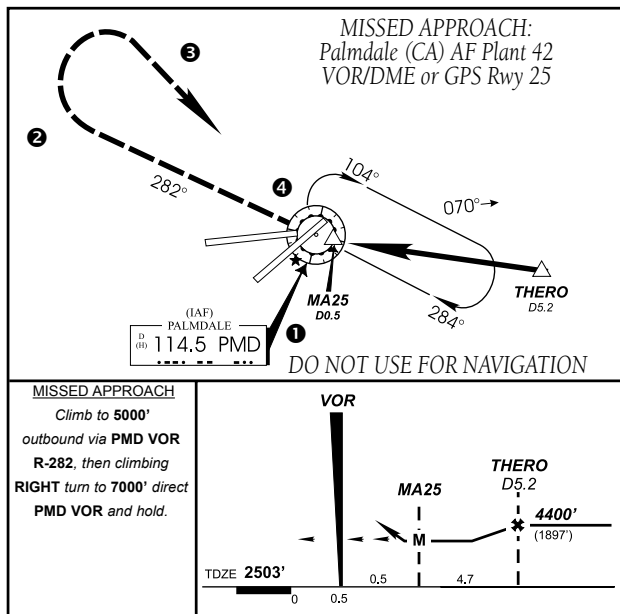 MISSED APPROACH:
Palmdale (CA) AF Plant 42
VOR/DME or GPS Rwy 25
❸
❷
282°
❹
104°
070°
MA25
D0.5
284°
THERO
D5.2
(IAF)
PALMDALE
D
(H) 114.5 PMD
❶
DO NOT USE FOR NAVIGATION
MISSED APPROACH
Climb to 5000'
outbound via PMD VOR
R-282, then climbing
RIGHT turn to 7000' direct
PMD VOR and hold.
VOR
MA25
THERO
D5.2
M
4400'
(1897')
TDZE 2503'
0.5
4.7
0
0.5